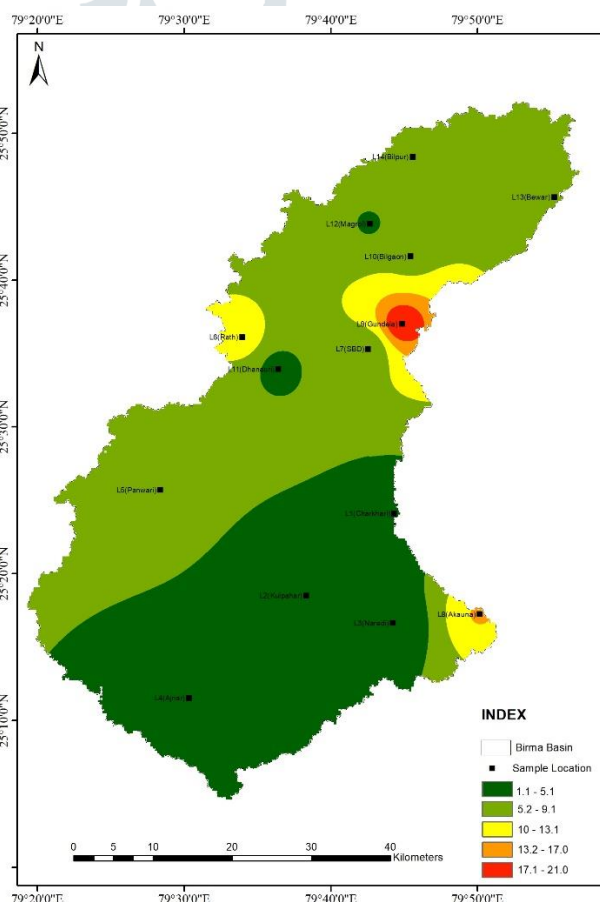 79°20'0"E 79°30'0"E 79°40'0"E 79°50'0"E
N
25°50'0"N
25°40'0"N
25°30'0"N
25°20'0"N
25°10'0"N
L14(Bilpur)
L13(Bewar)
L12(Magrol)
L10(Bilgaon)
L9(Gundela)
L6(Rath)
L7(SBD)
L11(Dhanauri)
L5(Panwari)
L1(Charkhari)
L2(Kulpahar)
L8(Akauna)
L4(Ajnar)
INDEX
Birma Basin
Sample Location
1.1 - 5.1
5.2 - 9.1
10 - 13.1
13.2 - 17.0
17.1 - 21.0
0 5 10 20 30 40
Kilometers
79°20'0"E 79°30'0"E 79°40'0"E 79°50'0"E